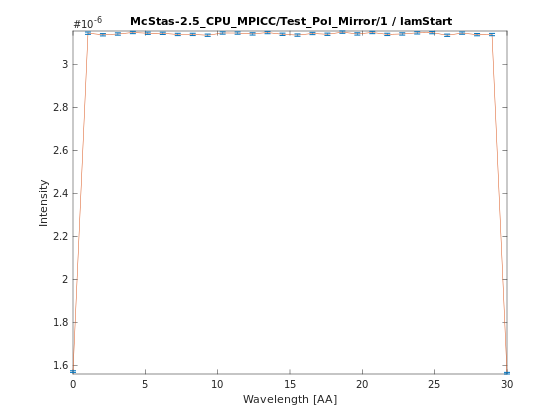 #10-6
McStas-2.5_CPU_MPICC/Test_Pol_Mirror/1 / lamStart
3
2.8
2.6
2.4
2.2
2
1.8
1.6
Intensity
0 5 10 15 20 25 30
Wavelength [AA]